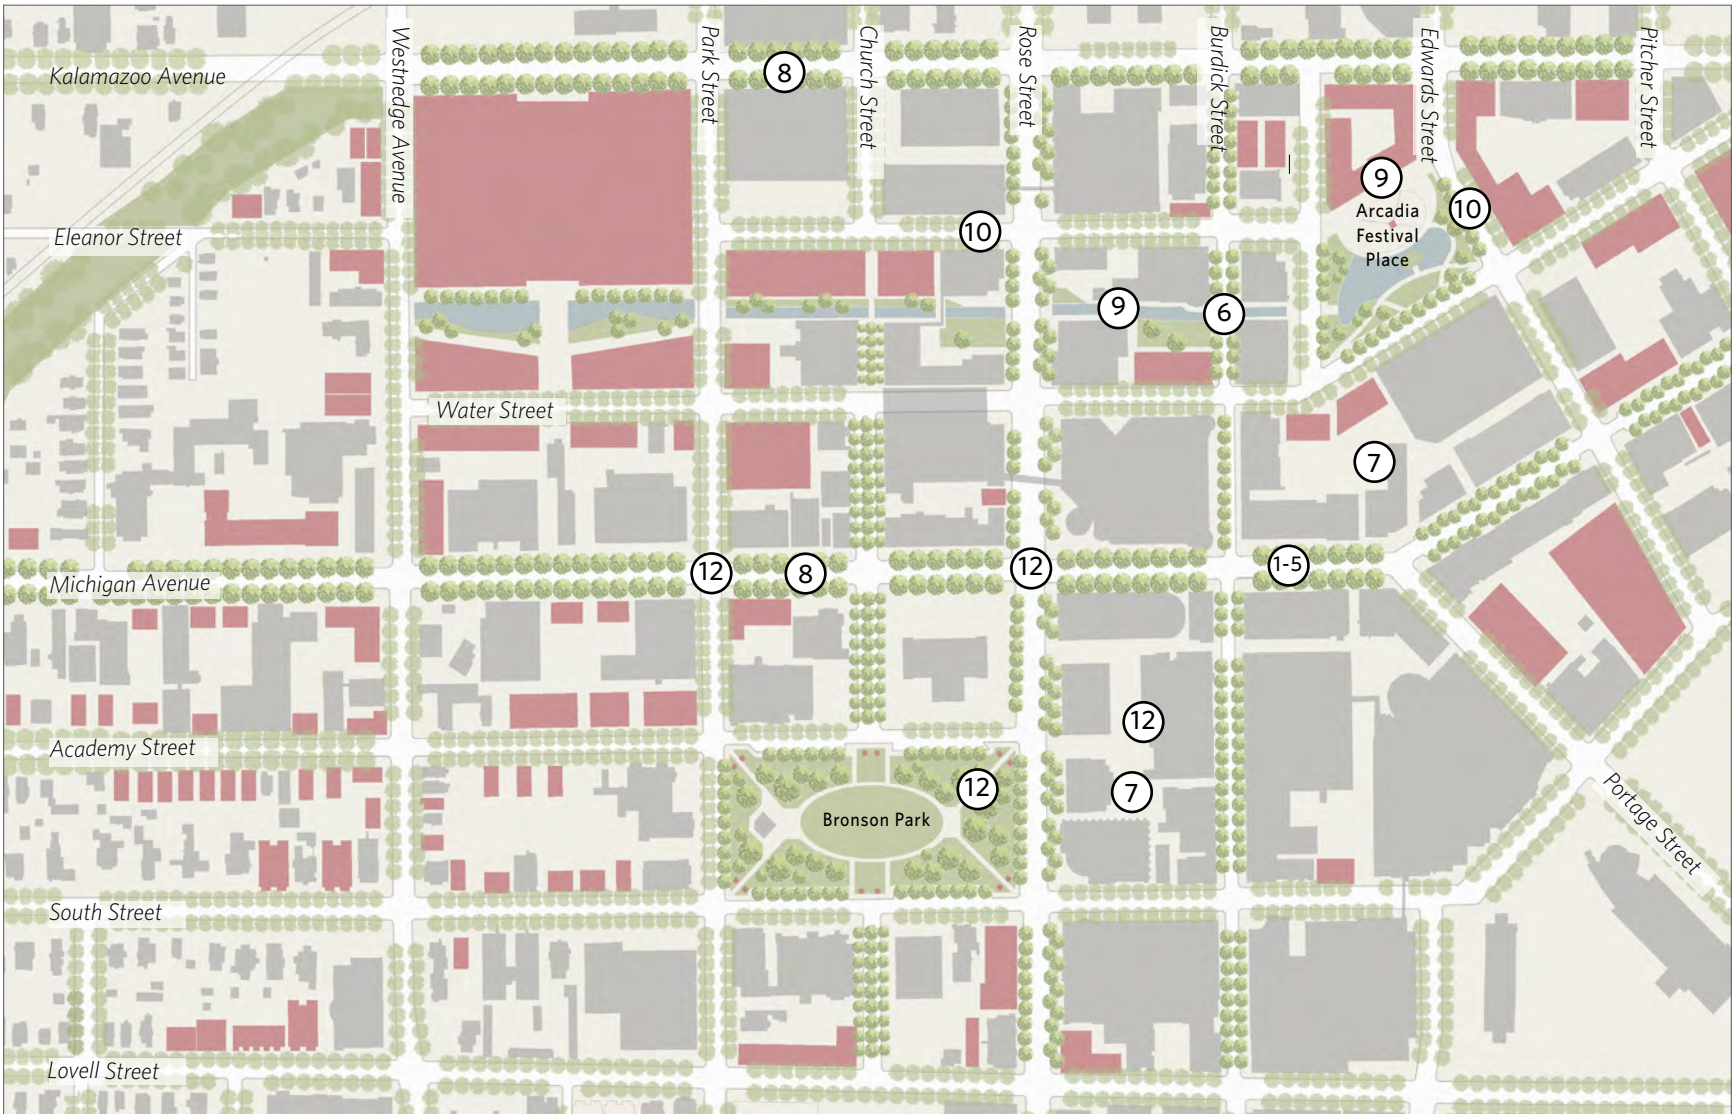 Westnedge Avenue
Park Street
Church Street
Rose Street
Burdick Street
Edwards Street
Pitcher Street
Kalamazoo Avenue
8
9
Arcadia
Festival
Place
10
10
Eleanor Street
9
6
Water Street
7
12
8
12
1-5
Michigan Avenue
12
Academy Street
12
7
Bronson Park
Portage Street
South Street
Lovell Street